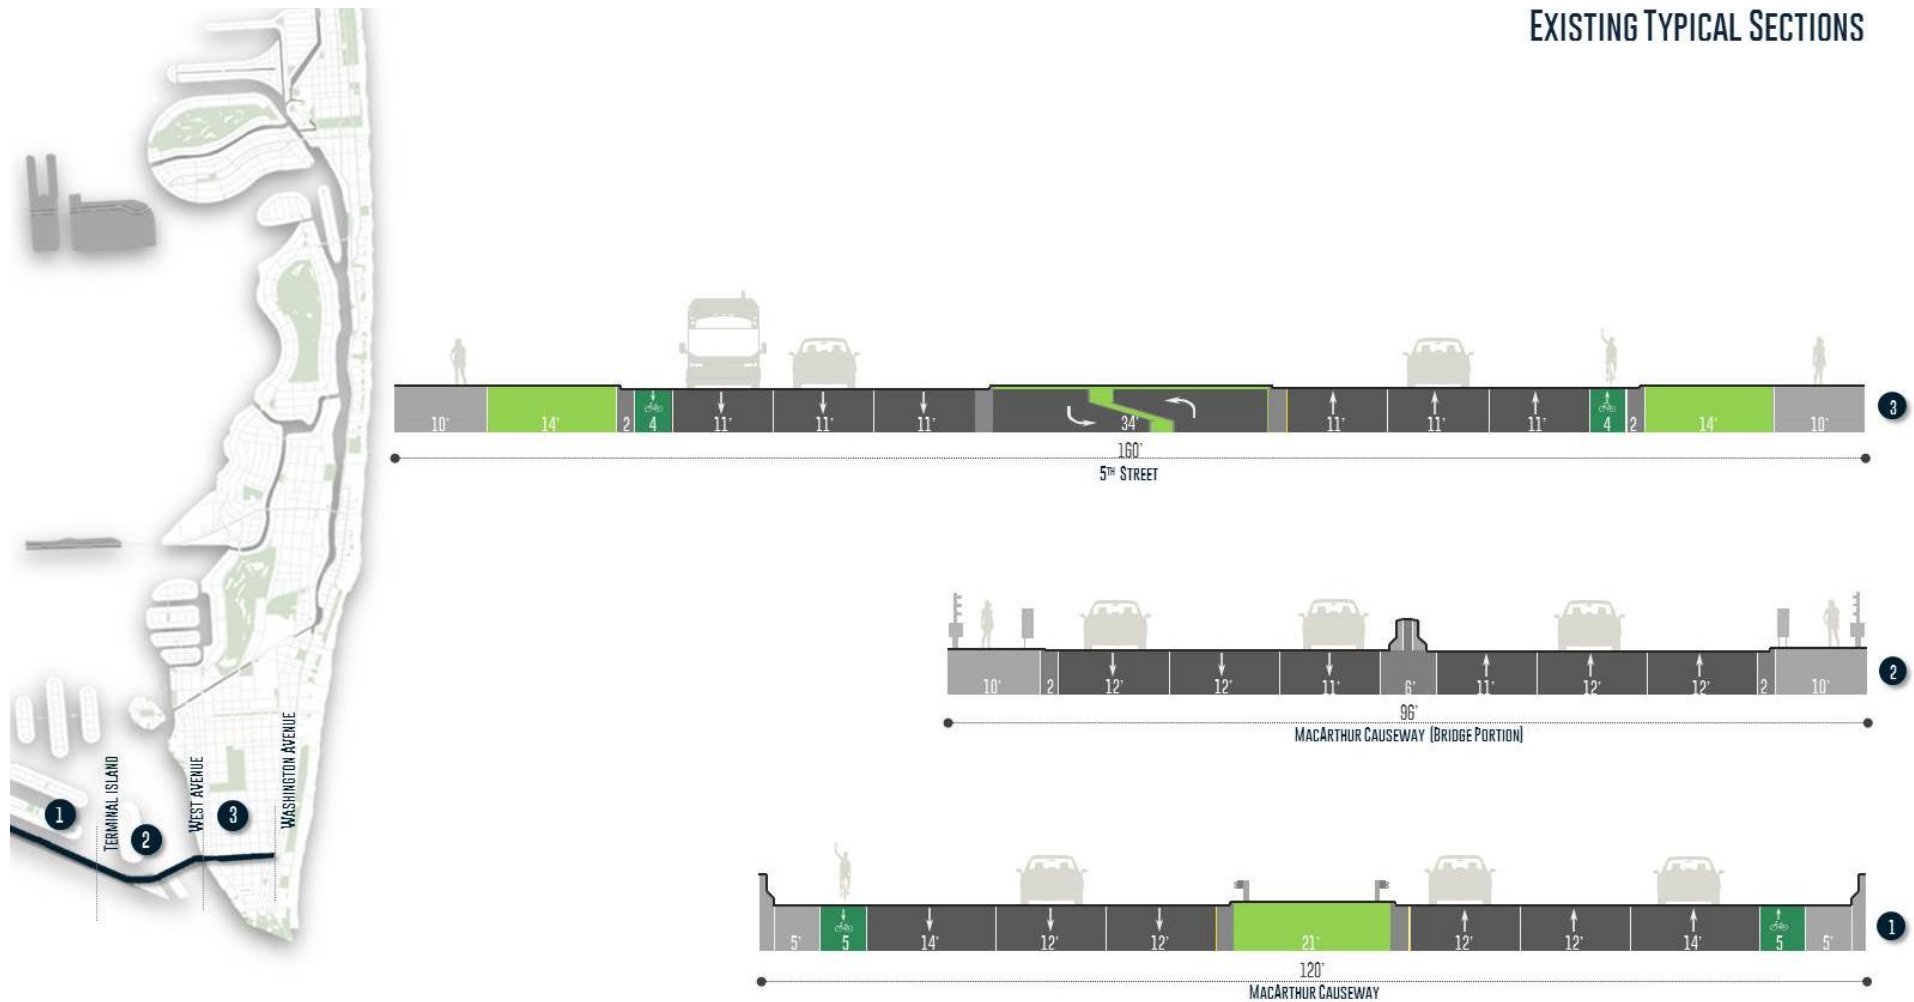 EXISTING TYPICAL SECTIONS
10' 14' 2 4 11' 11' 11' 34' 11' 11' 11' 4 2 14' 10'
3
160'
5TH STREET
10' 2 12' 12' 11' 6' 11' 12' 12' 2 10'
2
96'
MACARTHUR CAUSEWAY (BRIDGE PORTION)
5' 5 14' 12' 12' 21' 12' 12' 14' 5 5'
1
120'
MACARTHUR CAUSEWAY
1
TERMINAL ISLAND
2
WEST AVENUE
3
WASHINGTON AVENUE